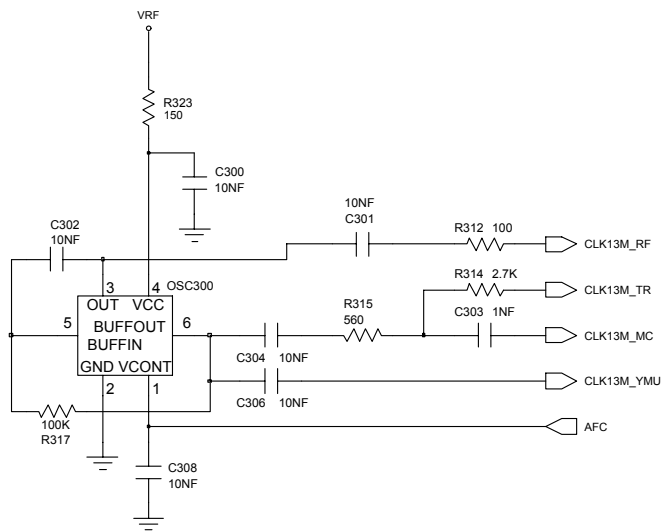 VRF
R323
150
C300
10NF
C302
10NF
10NF
C301
R312 100
CLK13M_RF
3 4 OSC300
OUT VCC
5 BUFFOUT 6
BUFFIN
GND VCONT
2 1
R314 2.7K
CLK13M_TR
R315
560
C303 1NF
CLK13M_MC
C304 10NF
C306 10NF
CLK13M_YMU
100K
R317
AFC
C308
10NF